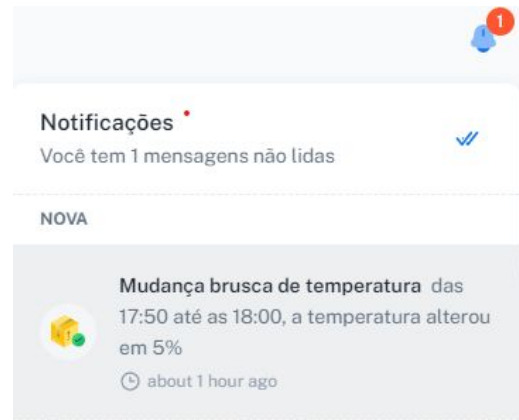 1
Notificações
Você tem 1 mensagens não lidas
NOVA
Mudança brusca de temperatura das
17:50 até as 18:00, a temperatura alterou
em 5%
about 1 hour ago